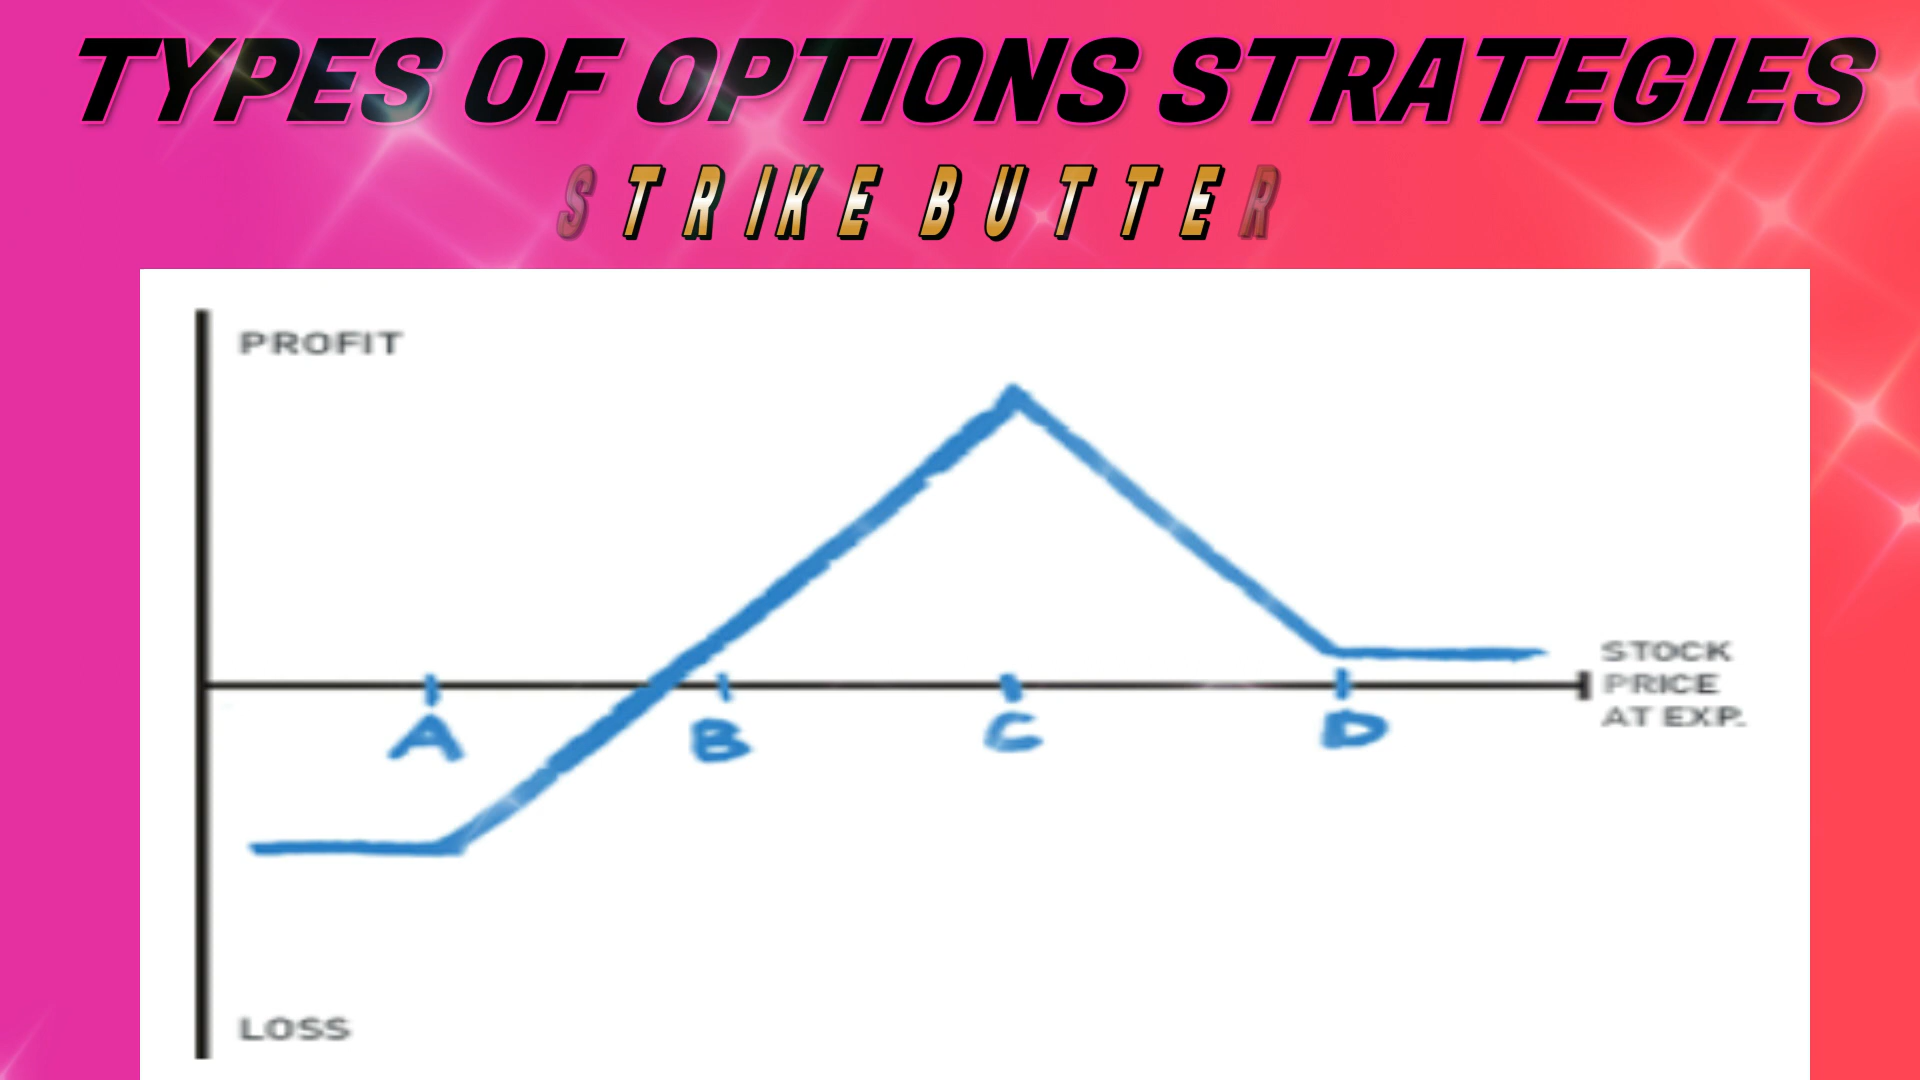 TYPES OF OPTIONS STRATEGIES
STRIKE BUTTER
PROFIT
STOCK
PRICE
AT EXP.
A B C D
LOSS